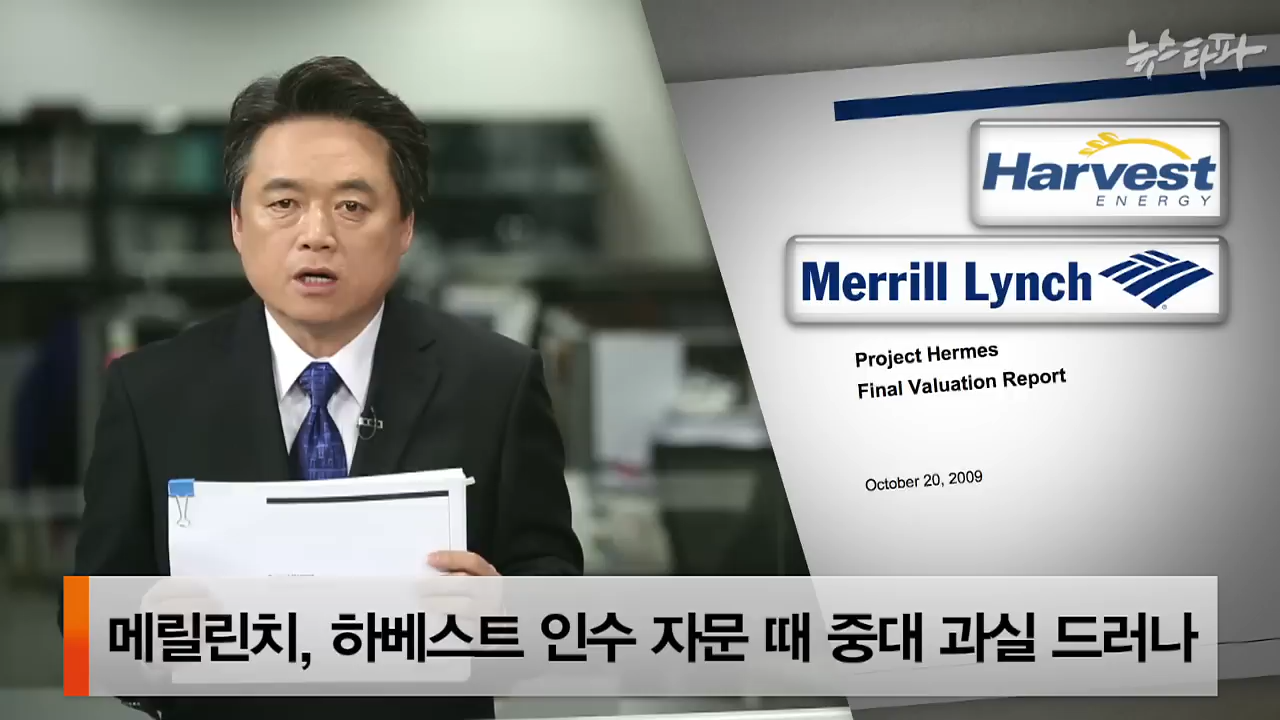 뉴스타파
Harvest
ENERGY
Merrill Lynch
Project Hermes
Final Valuation Report
October 20, 2009
메릴린치, 하베스트 인수 자문 때 중대 과실 드러나